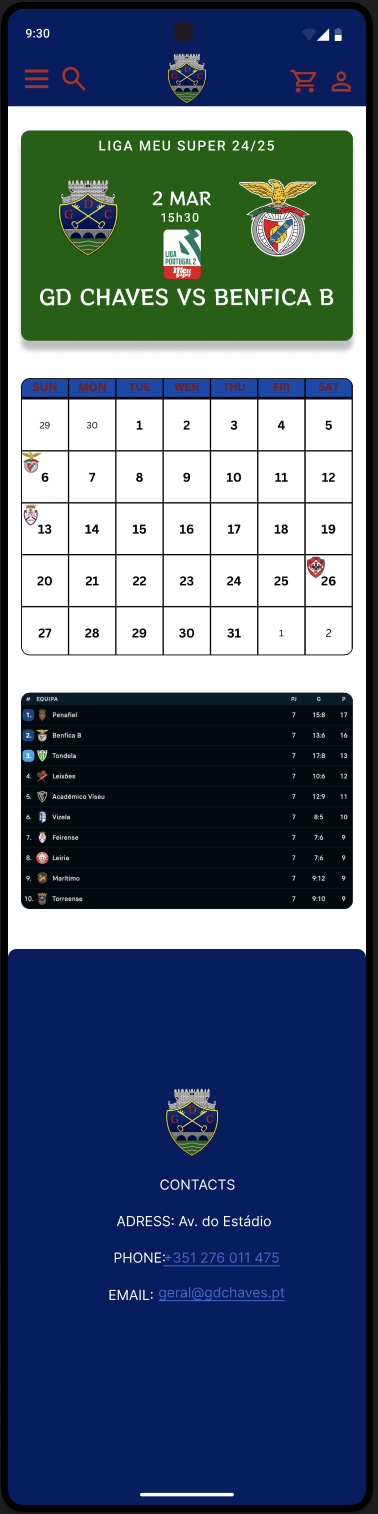 9:30
G D C
LIGA MEU SUPER 24/25
G D C
2 MAR
15h30
LIGA
PORTUGAL 2
meu
super
GD CHAVES VS BENFICA B
SUN MON TUE WEN THU FRI SAT
29 30 1 2 3 4 5
6 7 8 9 10 11 12
13 14 15 16 17 18 19
20 21 22 23 24 25 26
27 28 29 30 31 1 2
# EQUIPA PJ G P
1. Penafiel 7 15:8 17
2. Benfica B 7 13:6 16
3. Tondela 7 17:8 13
4. Leixões 7 10:6 12
5. Académico Viseu 7 12:9 11
6. Vizela 7 8:5 10
7. Feirense 7 7:6 9
8. Leiria 7 7:6 9
9. Marítimo 7 9:12 9
10. Torreense 7 9:10 9
G D C
CONTACTS
ADRESS: Av. do Estádio
PHONE:+351 276 011 475
EMAIL: geral@gdchaves.pt